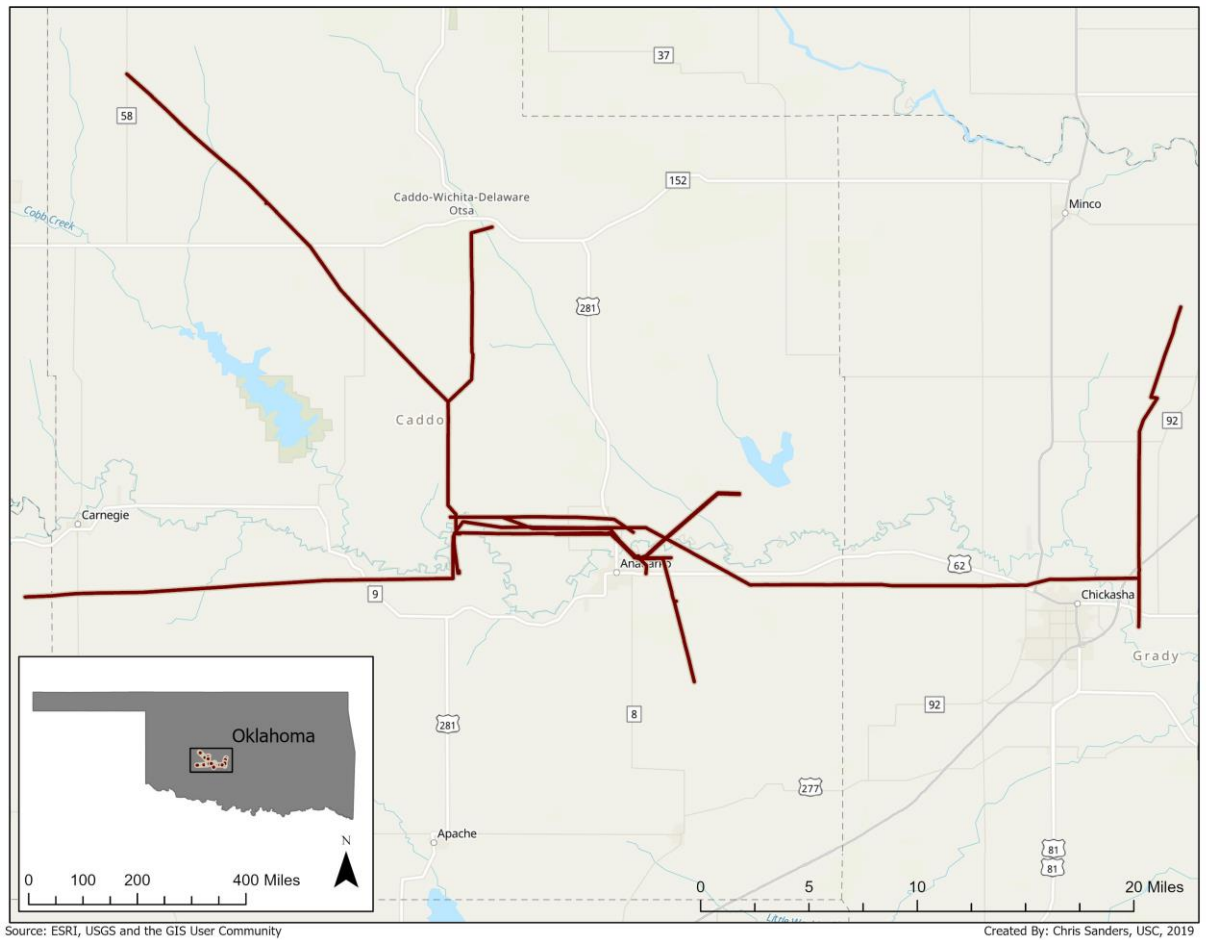 37
58
152
Caddo-Wichita-Delaware
Otsa
Minco
Cobb Creek
281
Caddo
92
Carnegie
62
9
Chickasha
Grady
Oklahoma
281
8
92
277
Apache
N
81
81
0 100 200 400 Miles
0 5 10 20 Miles
Source: ESRI, USGS and the GIS User Community
Created By: Chris Sanders, USC, 2019